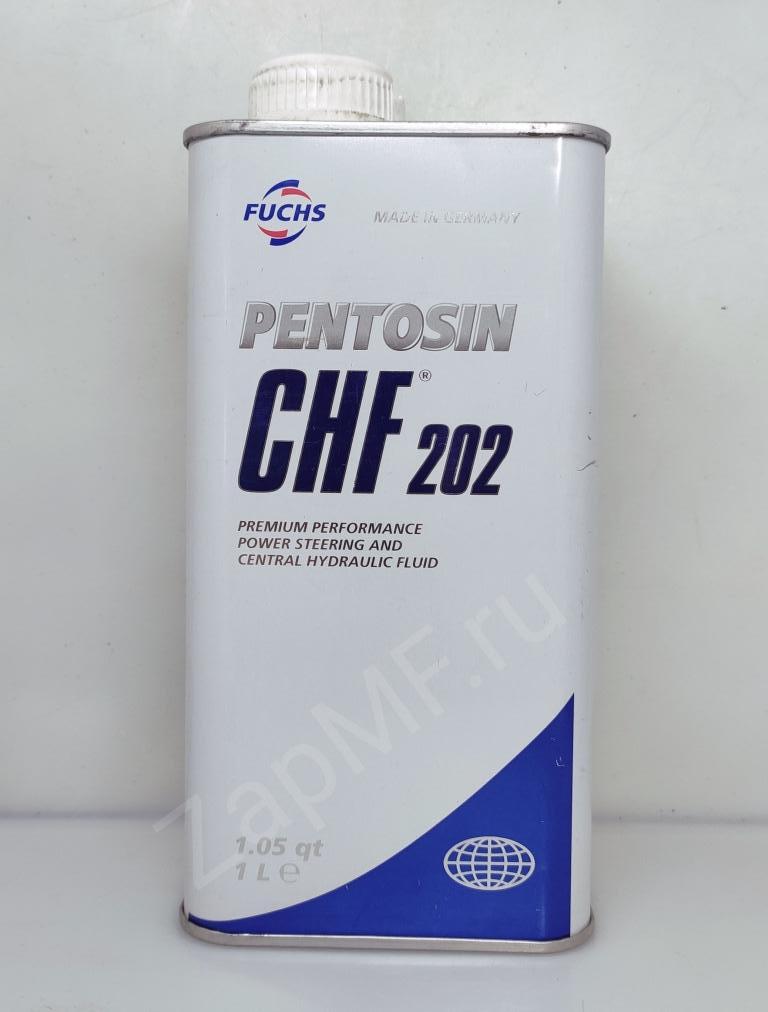 FUCHS
MADE IN GERMANY
PENTOSIN
CHF®
202
PREMIUM PERFORMANCE
POWER STEERING AND
CENTRAL HYDRAULIC FLUID
ZapMF.ru
1.05 qt
1 L ℮